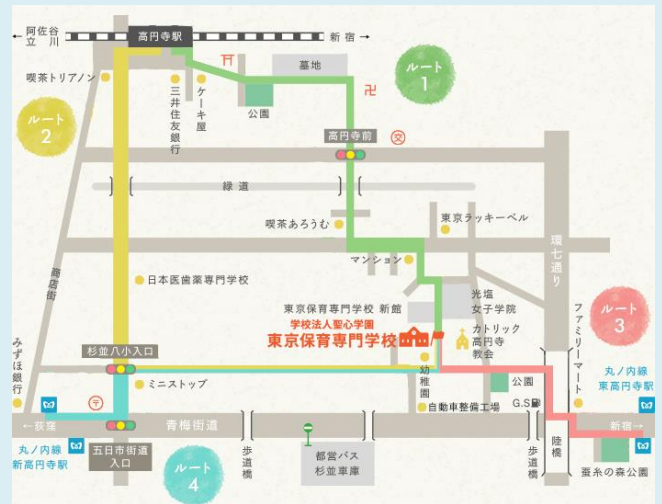 ←阿佐谷
立川
高円寺駅
新宿→
喫茶トリアノン
三井住友銀行
ケーキ屋
公園
墓地
卍
ルート
1
ルート
2
高円寺前
交
緑道
喫茶あろうむ
東京ラッキーベル
マンション
環七通り
商店街
日本医歯薬専門学校
東京保育専門学校 新館
光塩
女子学院
学校法人聖心学園
東京保育専門学校
カトリック
高円寺
教会
ファミリーマート
ルート
3
みずほ銀行
杉並八小入口
ミニストップ
幼稚園
公園
自動車整備工場
G.S
丸ノ内線
東高円寺駅
〒
←荻窪
青梅街道
新宿→
丸ノ内線
新高円寺駅
五日市街道
入口
ルート
4
歩道橋
都営バス
杉並車庫
歩道橋
陸橋
蚕糸の森公園